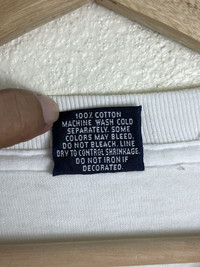 100% COTTON
MACHINE WASH COLD
SEPARATELY. SOME
COLORS MAY BLEED.
DO NOT BLEACH. LINE
DRY TO CONTROL SHRINKAGE.
DO NOT IRON IF
DECORATED.